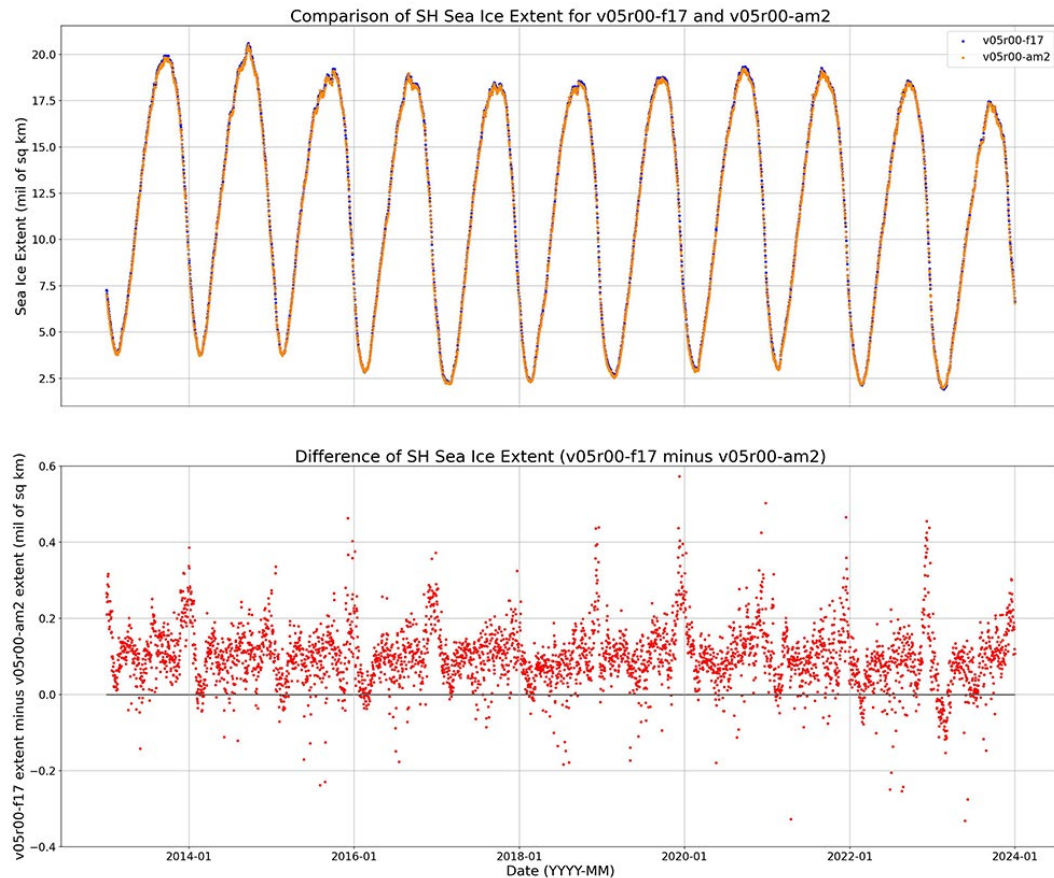 Comparison of SH Sea Ice Extent for v05r00-f17 and v05r00-am2
Sea Ice Extent (mil of sq km)
20.0
17.5
15.0
12.5
10.0
7.5
5.0
2.5
v05r00-f17
v05r00-am2
Difference of SH Sea Ice Extent (v05r00-f17 minus v05r00-am2)
v05r00-f17 extent minus v05r00-am2 extent (mil of sq km)
0.6
0.4
0.2
0.0
−0.2
−0.4
2014-01 2016-01 2018-01 2020-01 2022-01 2024-01
Date (YYYY-MM)